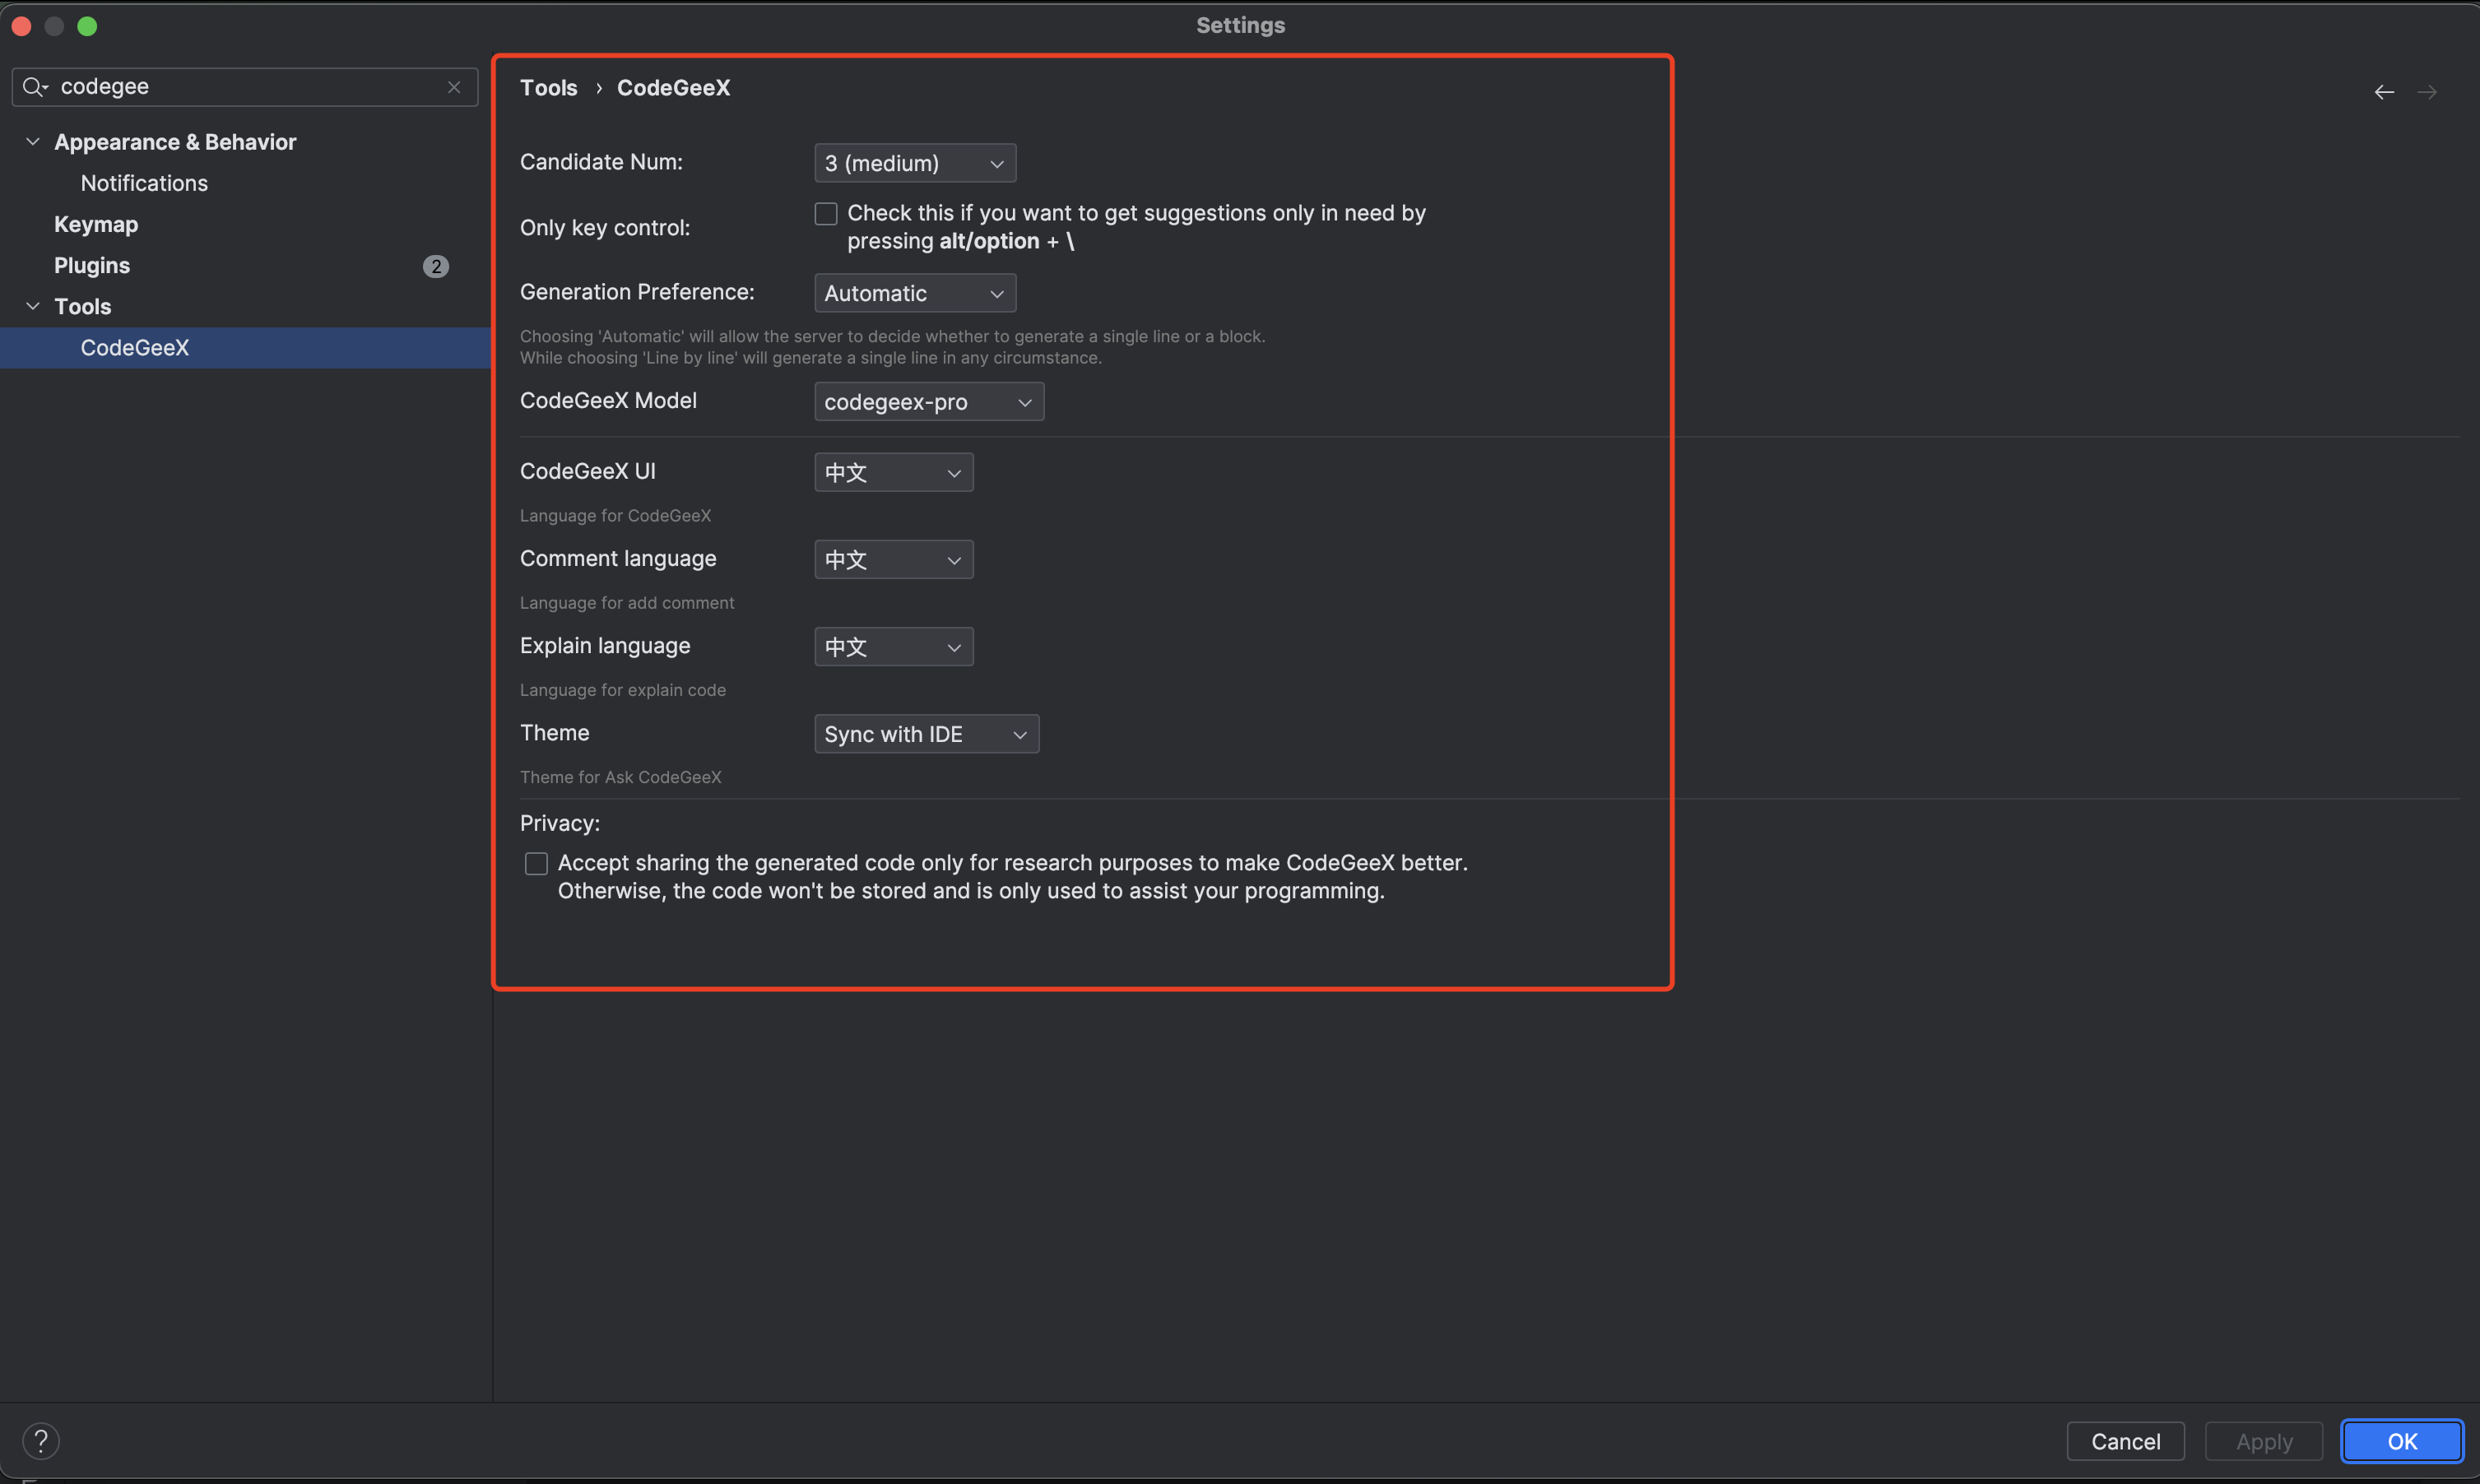 Settings
codegee
Appearance & Behavior
Notifications
Keymap
Plugins 2
Tools
CodeGeeX
Tools › CodeGeeX
Candidate Num: 3 (medium)
Only key control: Check this if you want to get suggestions only in need by
pressing alt/option + \
Generation Preference: Automatic
Choosing 'Automatic' will allow the server to decide whether to generate a single line or a block.
While choosing 'Line by line' will generate a single line in any circumstance.
CodeGeeX Model codegeex-pro
CodeGeeX UI 中文
Language for CodeGeeX
Comment language 中文
Language for add comment
Explain language 中文
Language for explain code
Theme Sync with IDE
Theme for Ask CodeGeeX
Privacy:
Accept sharing the generated code only for research purposes to make CodeGeeX better.
Otherwise, the code won't be stored and is only used to assist your programming.
? Cancel Apply OK